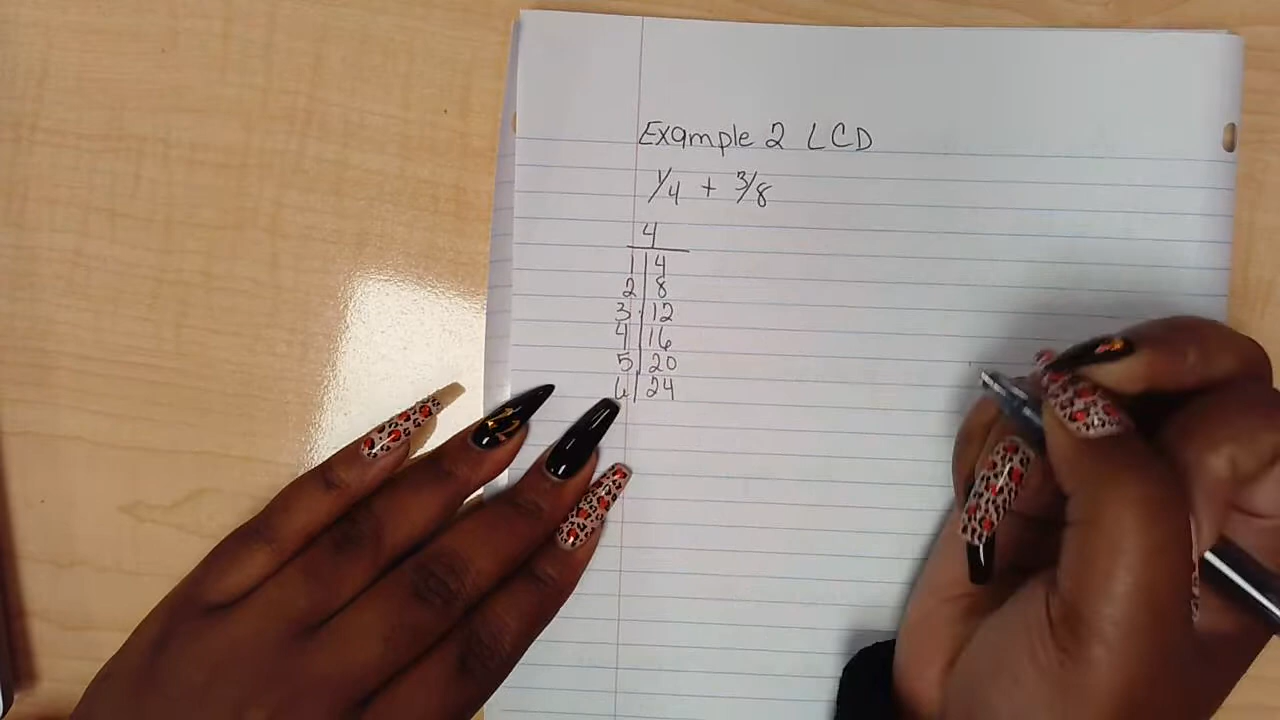 Example 2 LCD
1/4 + 3/8
4
1 | 4
2 | 8
3 | 12
4 | 16
5 | 20
6 | 24